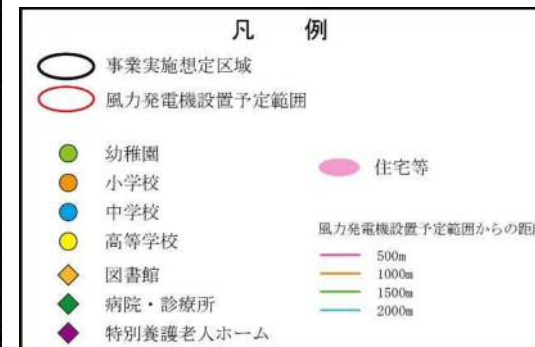 凡 例
事業実施想定区域
風力発電機設置予定範囲
幼稚園
小学校
中学校
高等学校
図書館
病院・診療所
特別養護老人ホーム
住宅等
風力発電機設置予定範囲からの距
500m
1000m
1500m
2000m